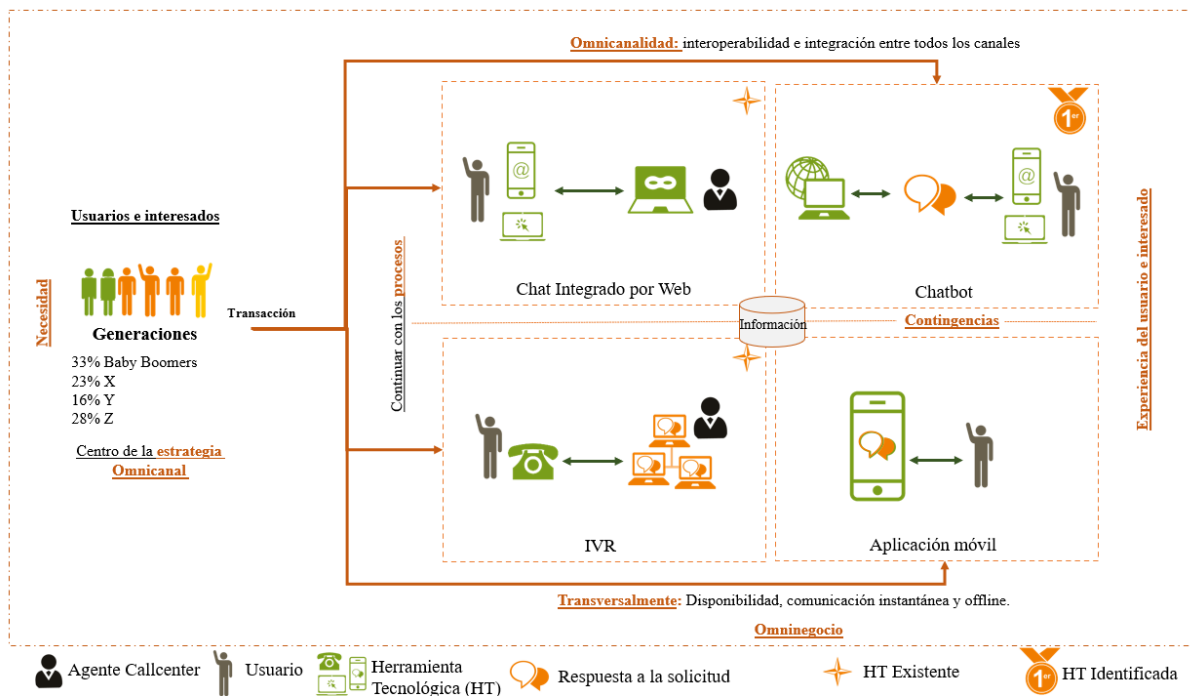 Omnicanalidad: interoperabilidad e integración entre todos los canales
1er
@
@
Usuarios e interesados
Necesidad
Generaciones
33% Baby Boomers
23% X
16% Y
28% Z
Centro de la estrategia
Omnicanal
Transacción
Continuar con los procesos
Chat Integrado por Web
Chatbot
Información
Contingencias
IVR
Aplicación móvil
Experiencia del usuario e interesado
Transversalmente: Disponibilidad, comunicación instantánea y offline.
Omninegocio
Agente Callcenter
Usuario
Herramienta
Tecnológica (HT)
Respuesta a la solicitud
HT Existente
1er
HT Identificada